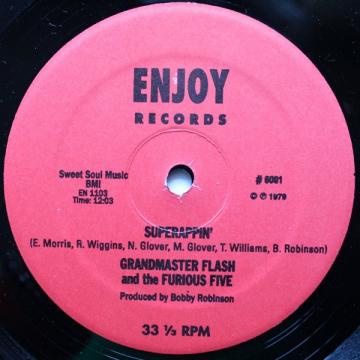 ENJOY
RECORDS
Sweet Soul Music
BMI
EN 1103
Time: 12:03
# 6001
© ℗ 1979
SUPERAPPIN'
(E. Morris, R. Wiggins, N. Glover, M. Glover, T. Williams, B. Robinson)
GRANDMASTER FLASH
and the FURIOUS FIVE
Produced by Bobby Robinson
33 ⅓ RPM